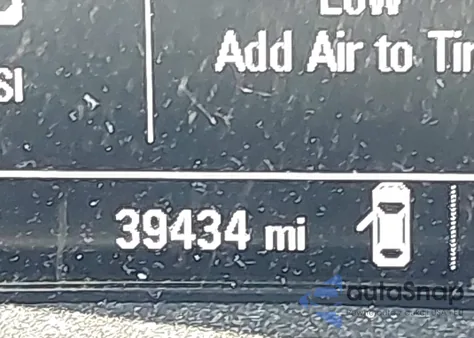 Low
Add Air to Tir
SI
39434 mi
autoSnap